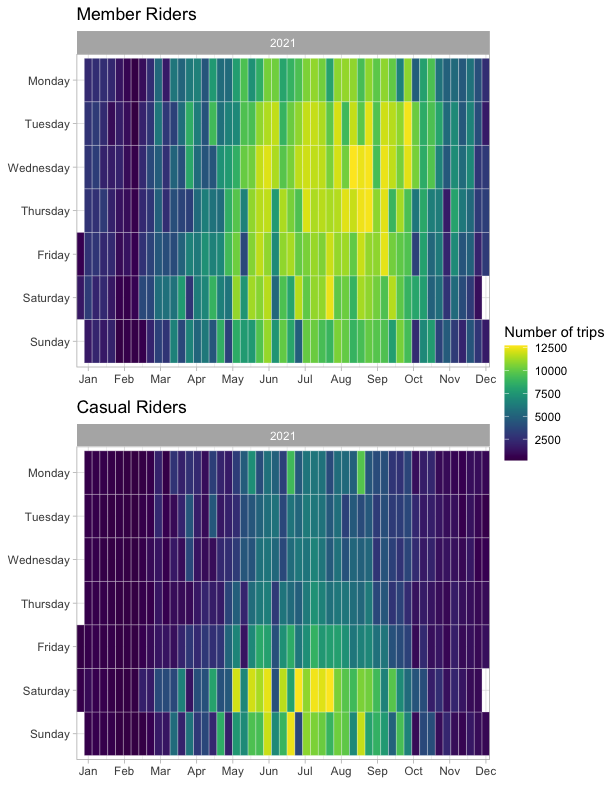 Member Riders
2021
Monday
Tuesday
Wednesday
Thursday
Friday
Saturday
Sunday
Jan Feb Mar Apr May Jun Jul Aug Sep Oct Nov Dec
Number of trips
12500
10000
7500
5000
2500
Casual Riders
2021
Monday
Tuesday
Wednesday
Thursday
Friday
Saturday
Sunday
Jan Feb Mar Apr May Jun Jul Aug Sep Oct Nov Dec